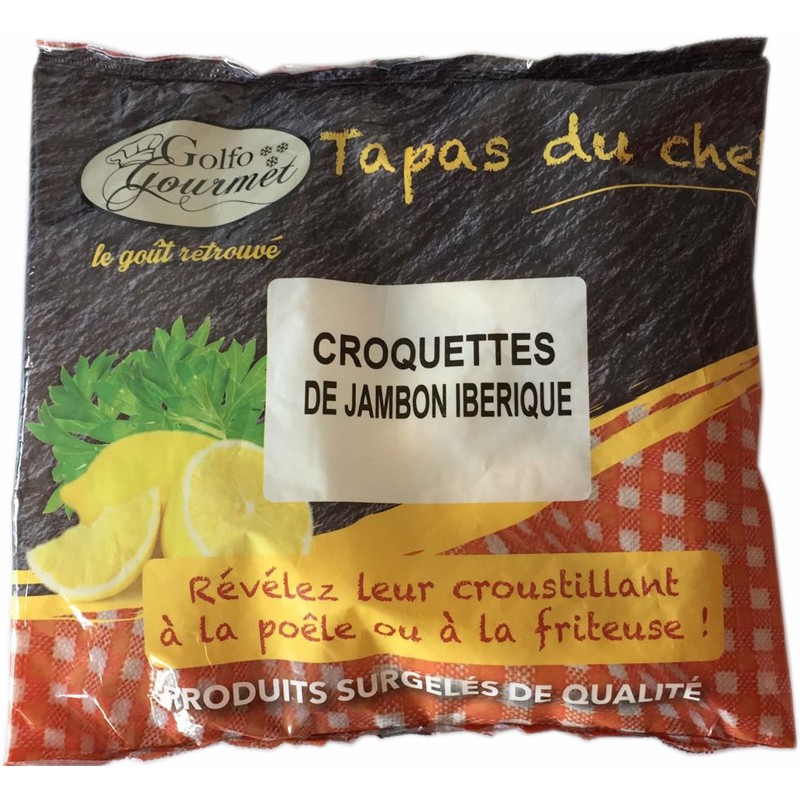 Golfo
Gourmet
le goût retrouvé
Tapas du chef
CROQUETTES
DE JAMBON IBERIQUE
Révélez leur croustillant
à la poêle ou à la friteuse !
PRODUITS SURGELÉS DE QUALITÉ